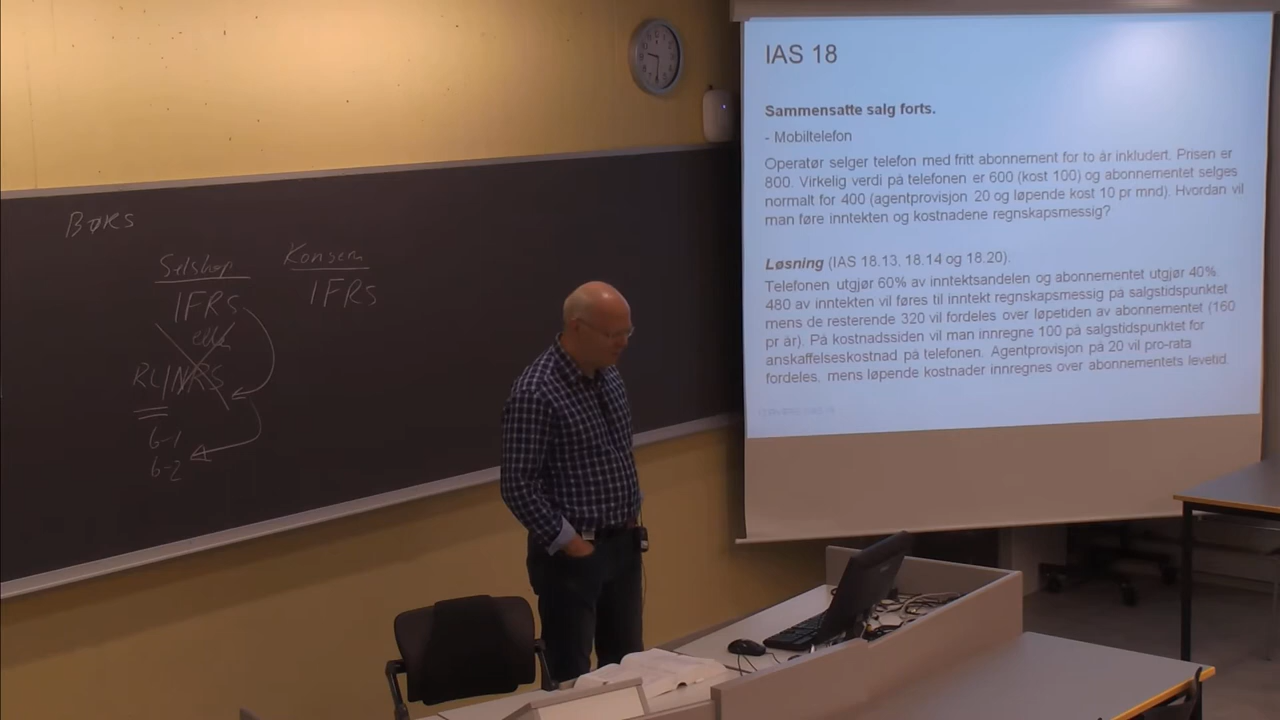 Børs
Selskap
Konsern
IFRS
IFRS
RL/NRS
6-1
6-2
IAS 18
Sammensatte salg forts.
- Mobiltelefon
Operatør selger telefon med fritt abonnement for to år inkludert. Prisen er
800. Virkelig verdi på telefonen er 600 (kost 100) og abonnementet selges
normalt for 400 (agentprovisjon 20 og løpende kost 10 pr mnd). Hvordan vil
man føre inntekten og kostnadene regnskapsmessig?
Løsning (IAS 18.13, 18.14 og 18.20).
Telefonen utgjør 60% av inntektsandelen og abonnementet utgjør 40%.
480 av inntekten vil føres til inntekt regnskapsmessig på salgstidspunktet
mens de resterende 320 vil fordeles over løpetiden av abonnementet (160
pr år). På kostnadssiden vil man innregne 100 på salgstidspunktet for
anskaffelseskostnad på telefonen. Agentprovisjon på 20 vil pro-rata
fordeles, mens løpende kostnader innregnes over abonnementets levetid.